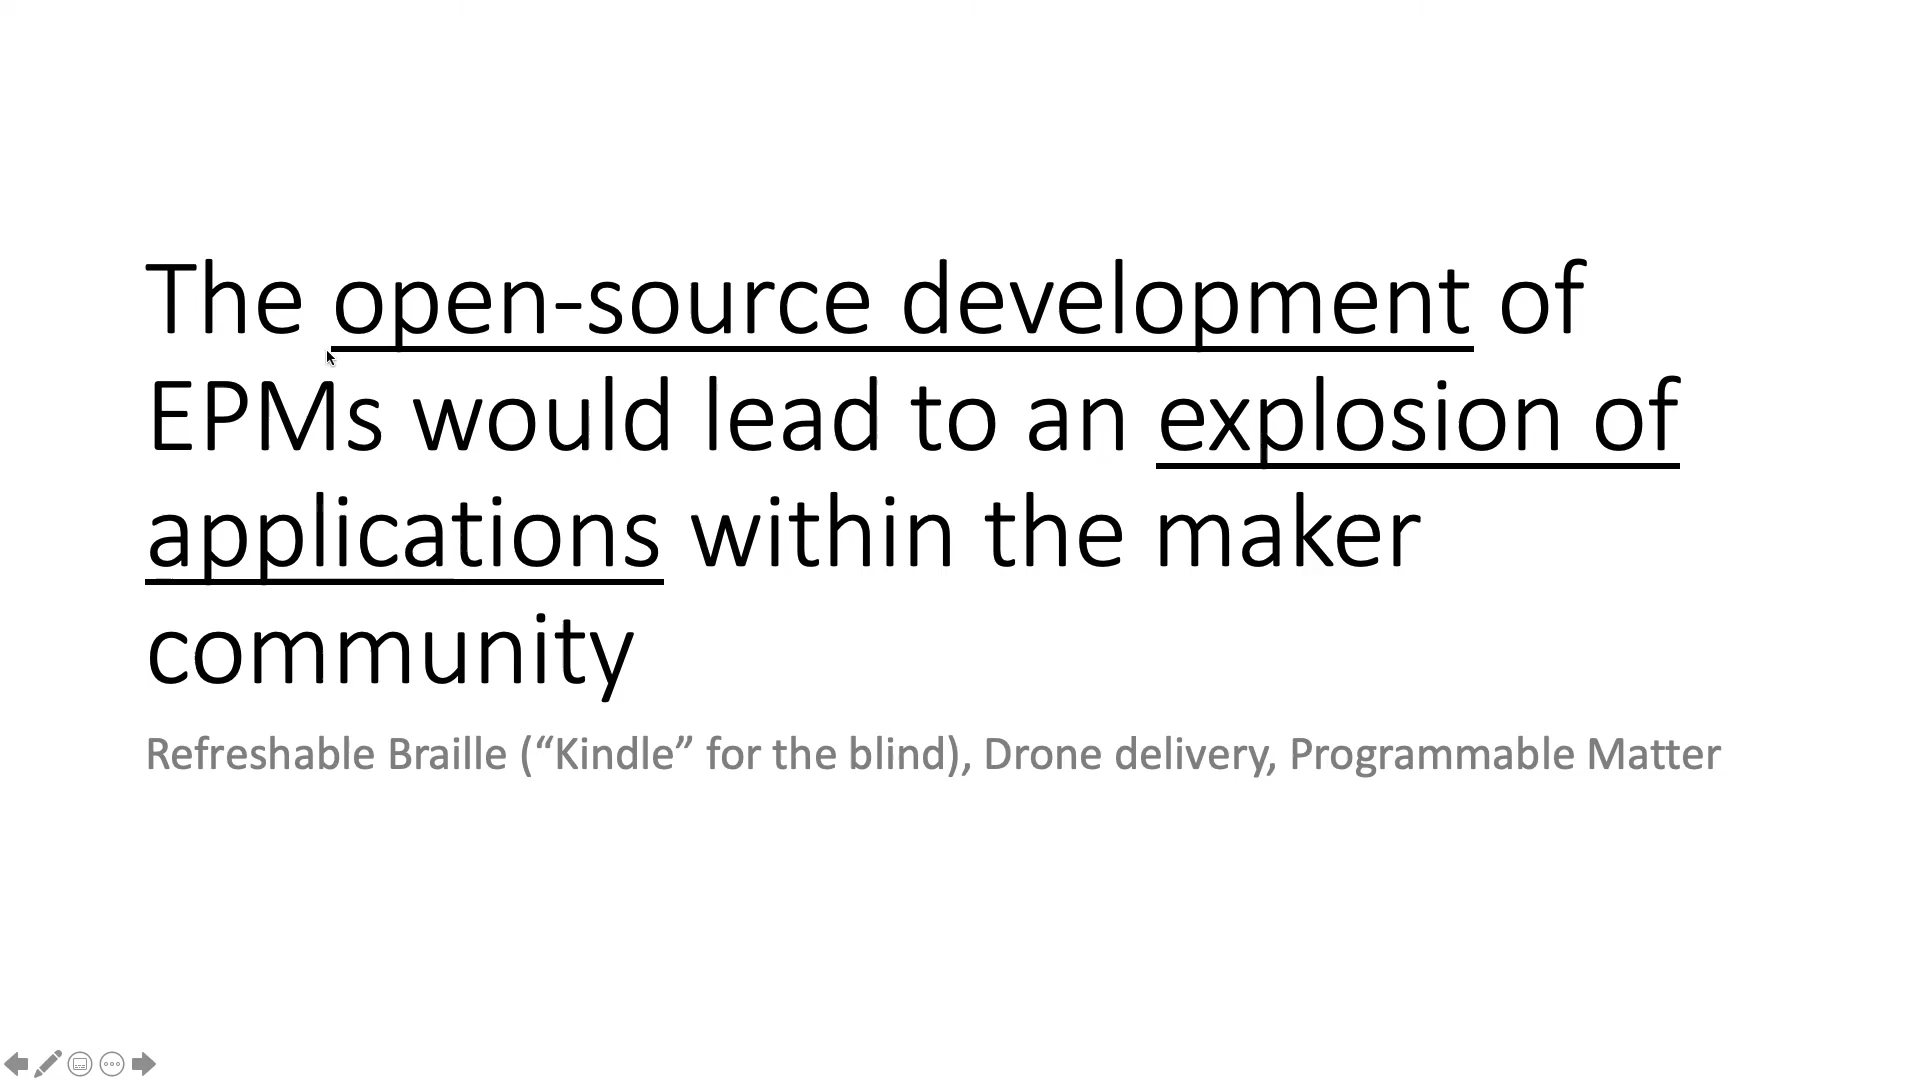 The open-source development of
EPMs would lead to an explosion of
applications within the maker
community
Refreshable Braille (“Kindle” for the blind), Drone delivery, Programmable Matter